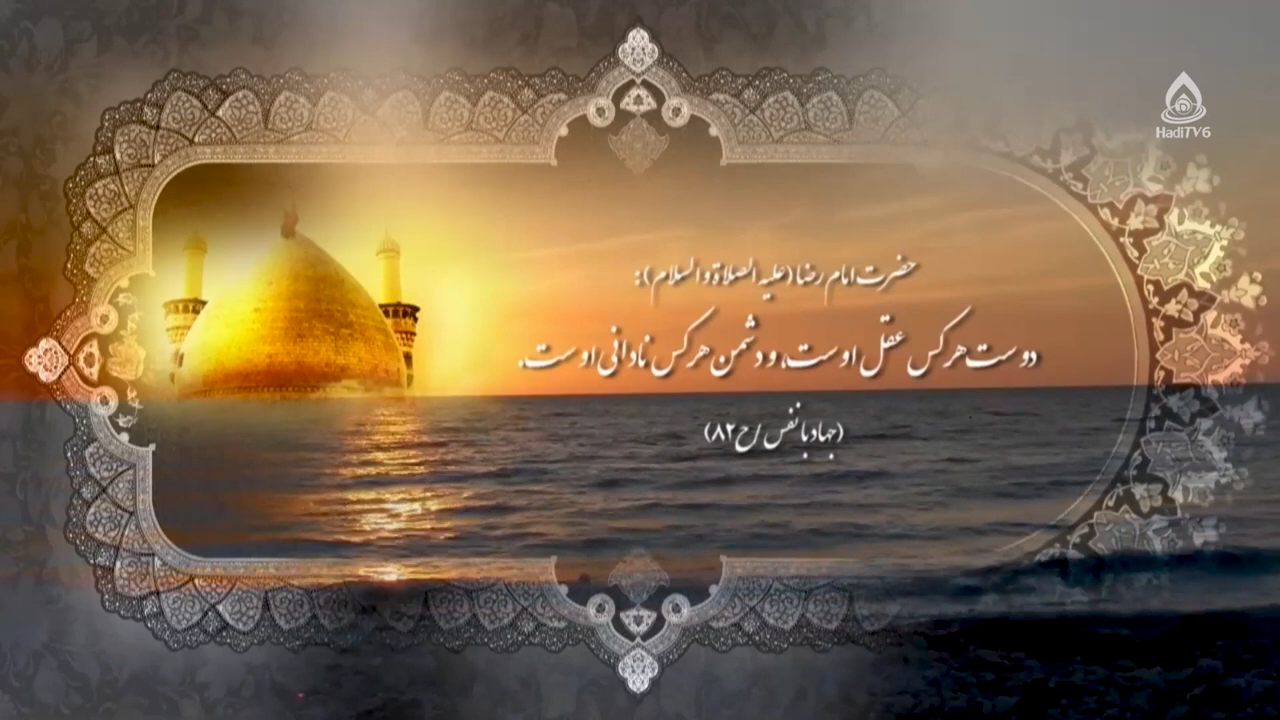 HadiTV6
حضرت امام رضا (علیه الصلاة و السلام):
دوست هر کس عقل اوست، و دشمن هر کس نادانی اوست.
(جهاد با نفس / ح ۸۲)